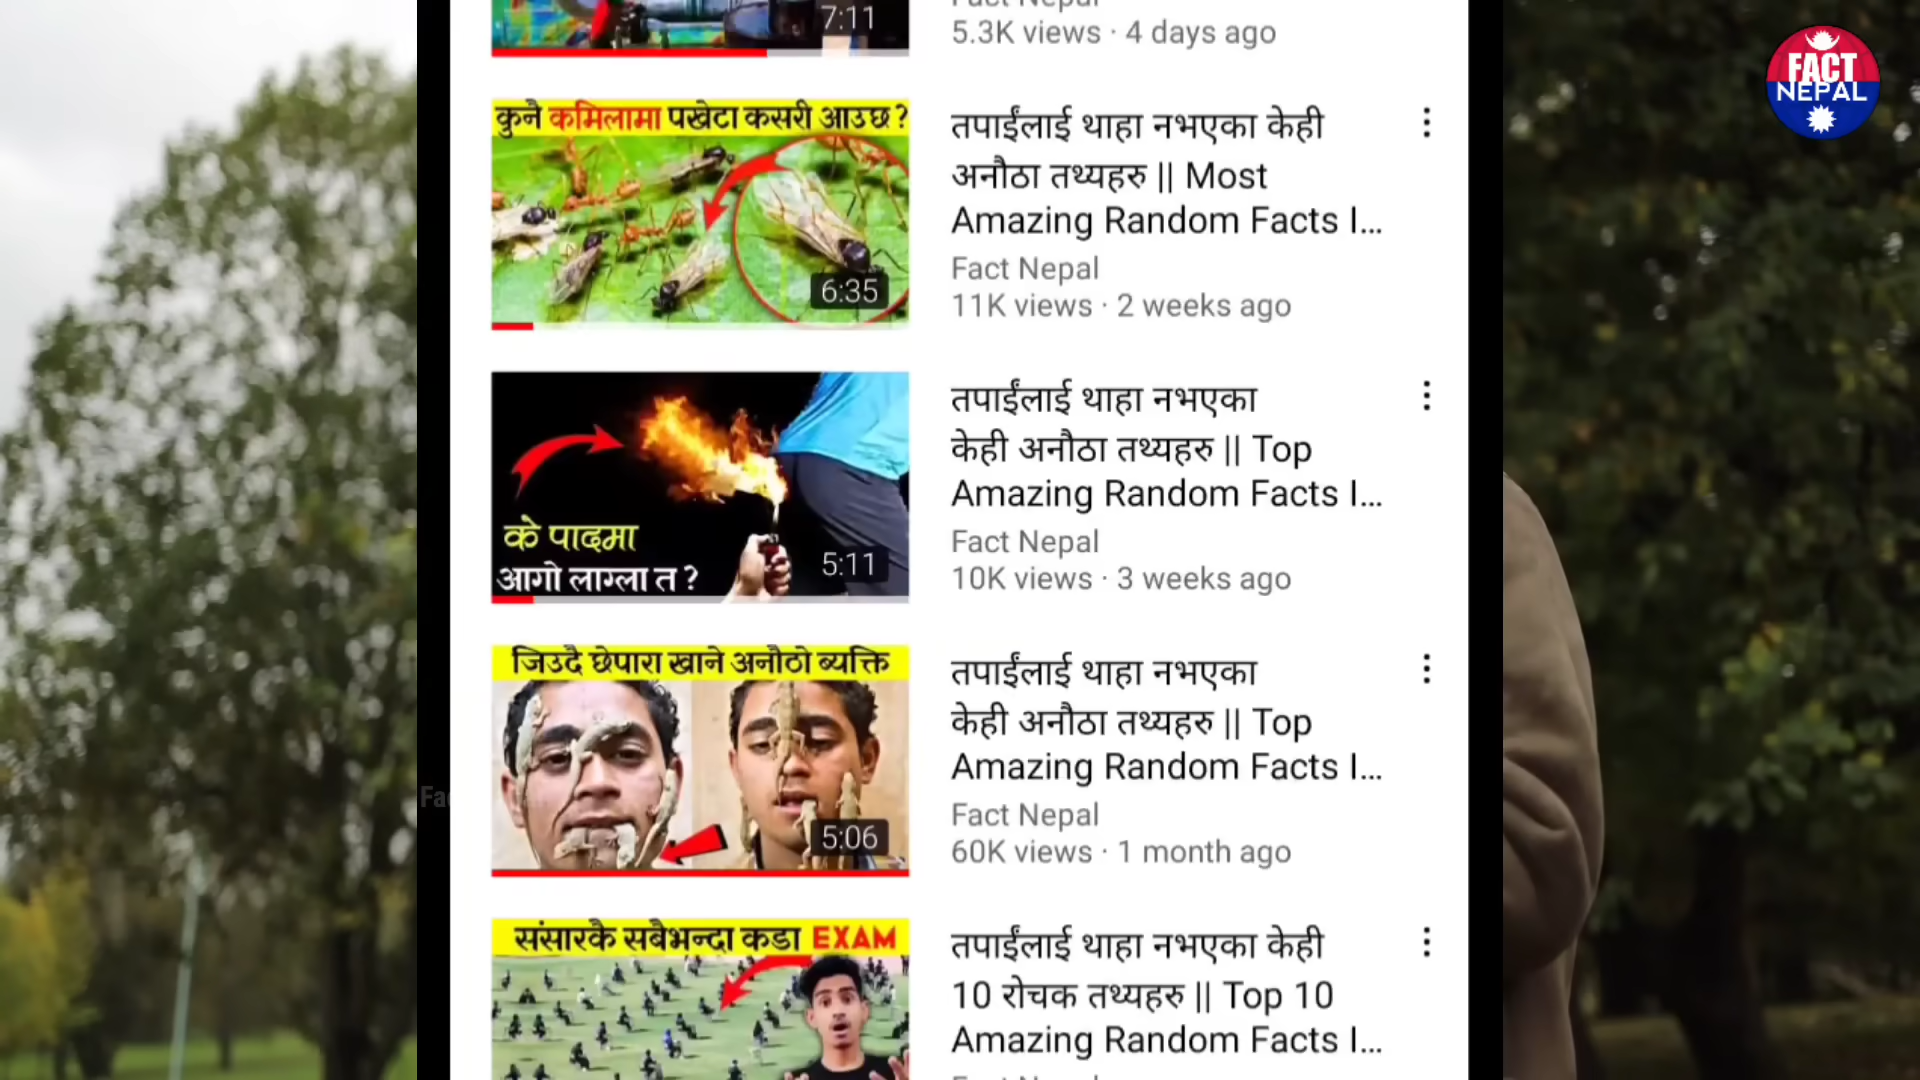 7:11
5.3K views · 4 days ago
FACT
NEPAL
कुनै कमिलामा पखेटा कसरी आउछ ?
6:35
तपाईंलाई थाहा नभएका केही
अनौठा तथ्यहरु || Most
Amazing Random Facts I...
Fact Nepal
11K views · 2 weeks ago
के पादमा
आगो लाग्ला त ?
5:11
तपाईंलाई थाहा नभएका
केही अनौठा तथ्यहरु || Top
Amazing Random Facts I...
Fact Nepal
10K views · 3 weeks ago
जिउदै छेपारा खाने अनौठो ब्यक्ति
5:06
तपाईंलाई थाहा नभएका
केही अनौठा तथ्यहरु || Top
Amazing Random Facts I...
Fact Nepal
60K views · 1 month ago
संसारकै सबैभन्दा कडा EXAM
तपाईंलाई थाहा नभएका केही
10 रोचक तथ्यहरु || Top 10
Amazing Random Facts I...